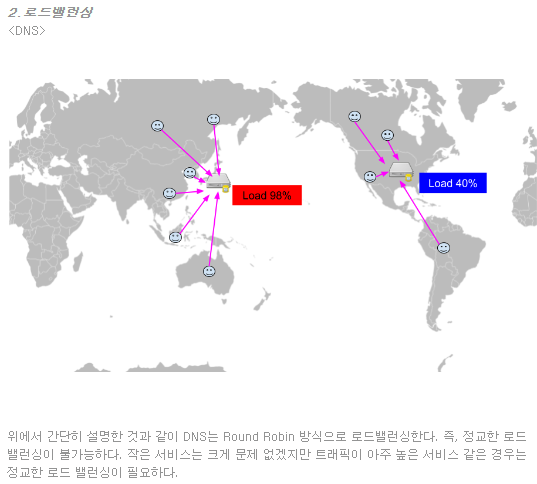 2. 로드밸런싱
<DNS>
Load 98%
Load 40%
위에서 간단히 설명한 것과 같이 DNS는 Round Robin 방식으로 로드밸런싱한다. 즉, 정교한 로드
밸런싱이 불가능하다. 작은 서비스는 크게 문제 없겠지만 트래픽이 아주 높은 서비스 같은 경우는
정교한 로드 밸런싱이 필요하다.